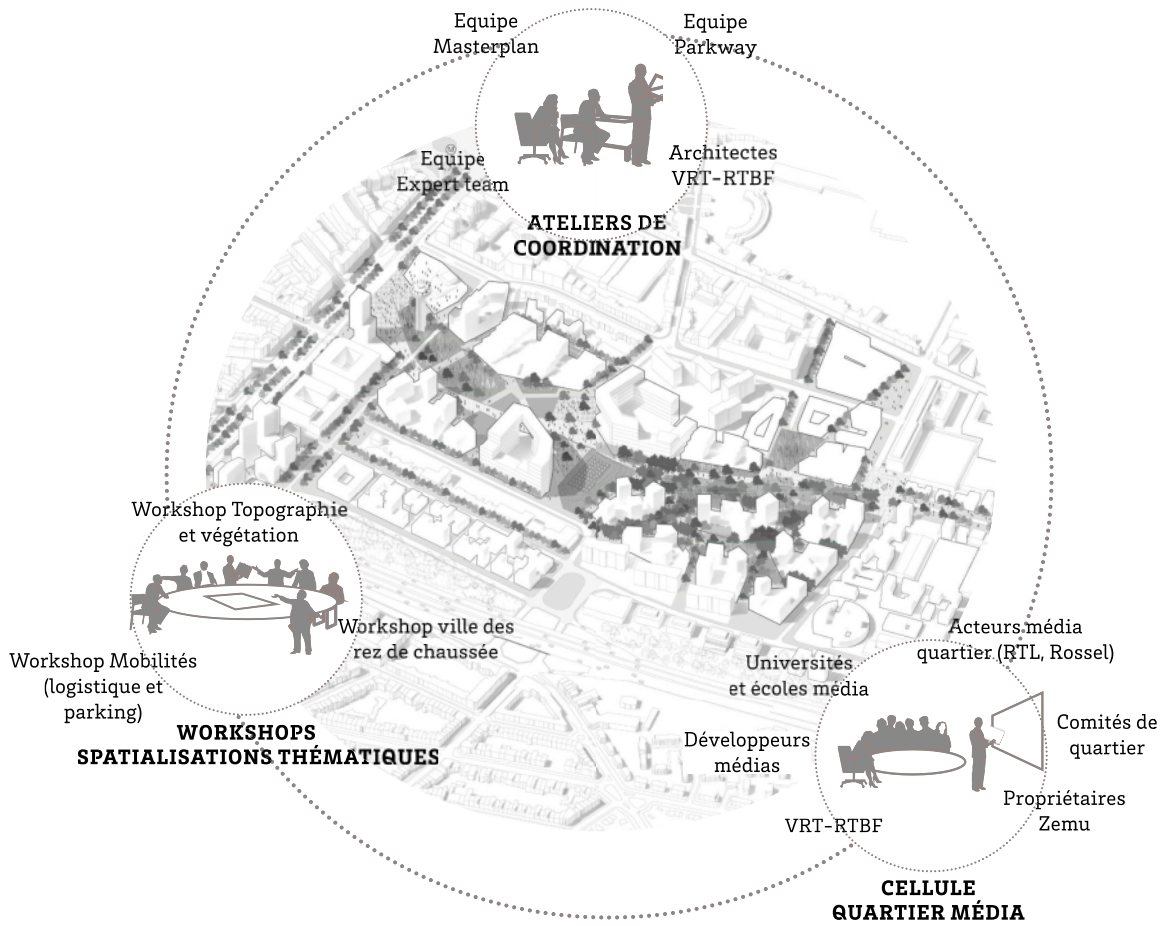 Equipe
Masterplan
Equipe
Parkway
Equipe
Expert team
Architectes
VRT-RTBF
ATELIERS DE
COORDINATION
Workshop Topographie
et végétation
Workshop ville des
rez de chaussée
Workshop Mobilités
(logistique et
parking)
WORKSHOPS
SPATIALISATIONS THÉMATIQUES
Acteurs média
quartier (RTL, Rossel)
Universités
et écoles média
Comités de
quartier
Développeurs
médias
Propriétaires
Zemu
VRT-RTBF
CELLULE
QUARTIER MÉDIA